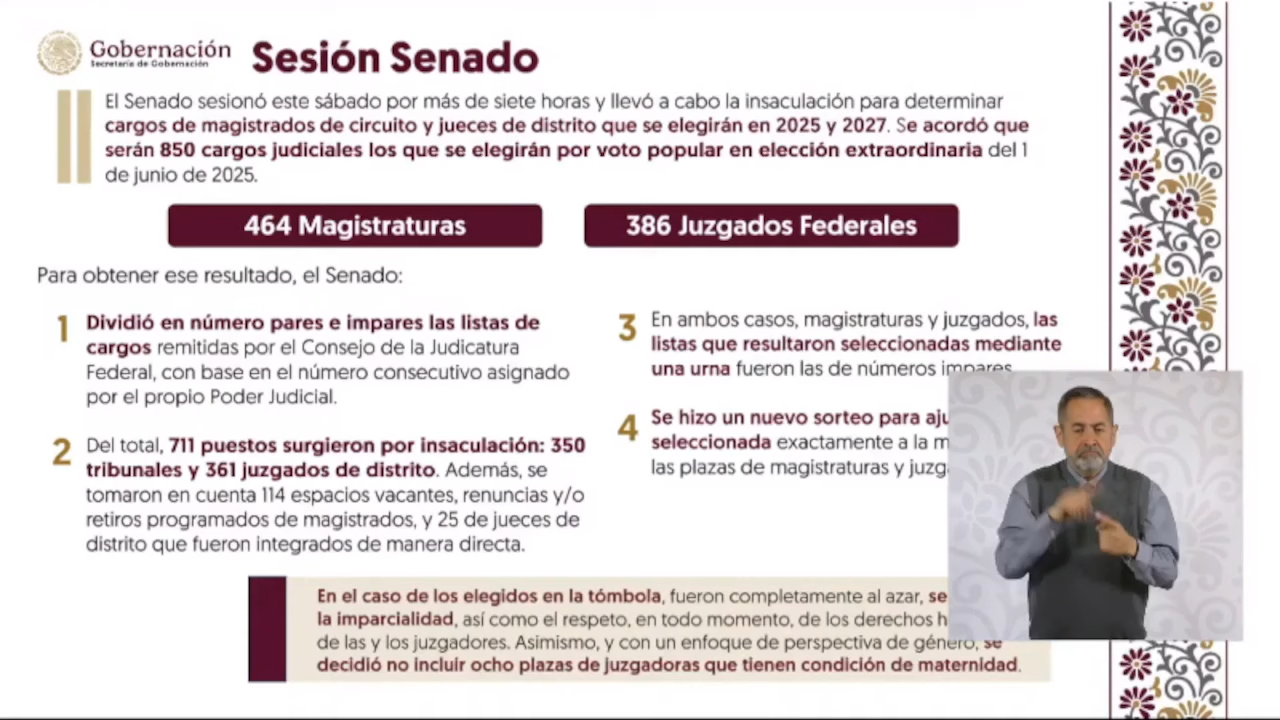 Gobernación
Secretaría de Gobernación
Sesión Senado
El Senado sesionó este sábado por más de siete horas y llevó a cabo la insaculación para determinar
cargos de magistrados de circuito y jueces de distrito que se elegirán en 2025 y 2027. Se acordó que
serán 850 cargos judiciales los que se elegirán por voto popular en elección extraordinaria del 1
de junio de 2025.
464 Magistraturas
386 Juzgados Federales
Para obtener ese resultado, el Senado:
1
Dividió en número pares e impares las listas de
cargos remitidas por el Consejo de la Judicatura
Federal, con base en el número consecutivo asignado
por el propio Poder Judicial.
2
Del total, 711 puestos surgieron por insaculación: 350
tribunales y 361 juzgados de distrito. Además, se
tomaron en cuenta 114 espacios vacantes, renuncias y/o
retiros programados de magistrados, y 25 de jueces de
distrito que fueron integrados de manera directa.
3
En ambos casos, magistraturas y juzgados, las
listas que resultaron seleccionadas mediante
una urna fueron las de números impares
4
Se hizo un nuevo sorteo para
seleccionada exactamente a la
las plazas de magistraturas y
En el caso de los elegidos en la tómbola, fueron completamente al azar, se
la imparcialidad, así como el respeto, en todo momento, de los derechos
de las y los juzgadores. Asimismo, y con un enfoque de perspectiva de género, se
decidió no incluir ocho plazas de juzgadoras que tienen condición de maternidad.